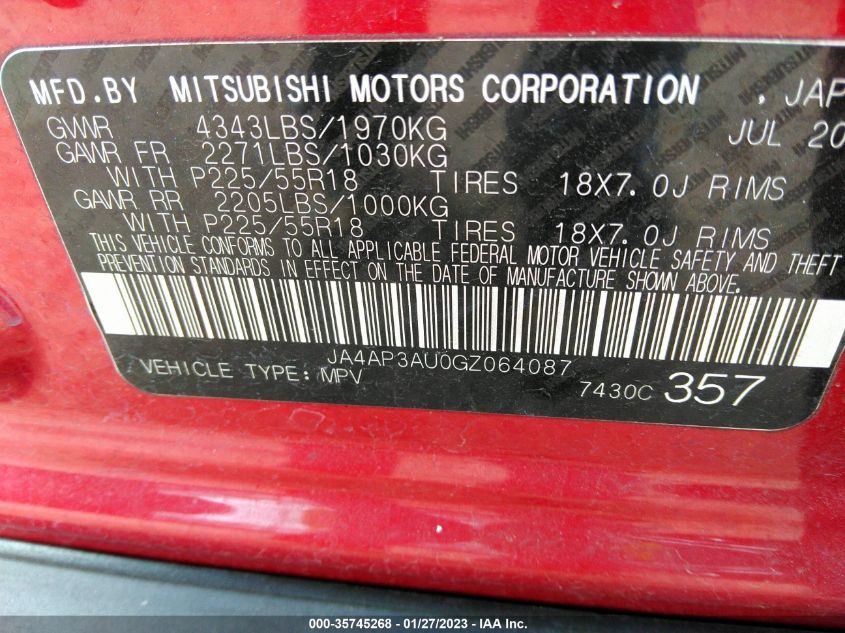 MFD.BY MITSUBISHI MOTORS CORPORATION . JAP
GVWR 4343LBS/1970KG JUL 20
GAWR FR 2271LBS/1030KG
WITH P225/55R18 TIRES 18X7.0J RIMS
GAWR RR 2205LBS/1000KG
WITH P225/55R18 TIRES 18X7.0J RIMS
THIS VEHICLE CONFORMS TO ALL APPLICABLE FEDERAL MOTOR VEHICLE SAFETY AND THEFT
PREVENTION STANDARDS IN EFFECT ON THE DATE OF MANUFACTURE SHOWN ABOVE.
JA4AP3AU0GZ064087
VEHICLE TYPE:MPV 7430C 357
000-35745268 - 01/27/2023 - IAA Inc.